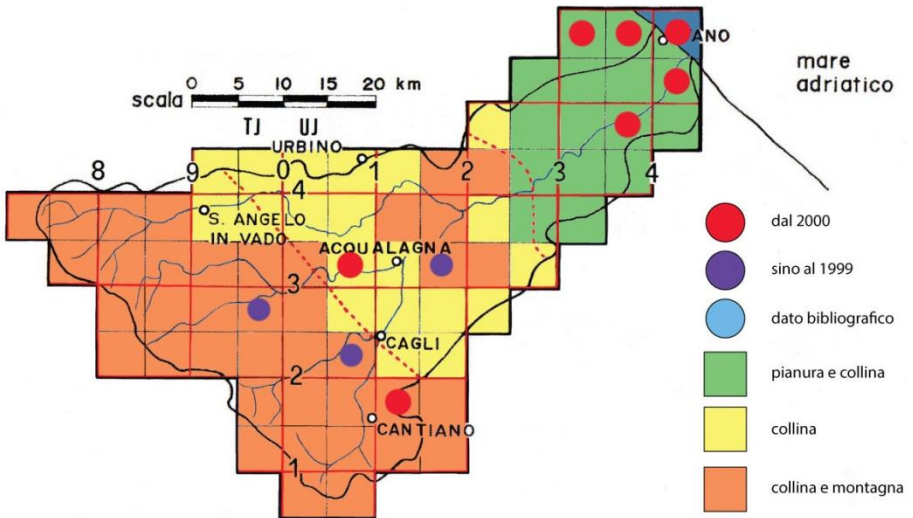 ANO
mare
adriatico
0 5 10 15 20 km
scala
TJ UJ
URBINO
8 9 0 1 2 3 4
4
S. ANGELO
IN VADO
ACQUALAGNA
3
CAGLI
2
CANTIANO
1
dal 2000
sino al 1999
dato bibliografico
pianura e collina
collina
collina e montagna